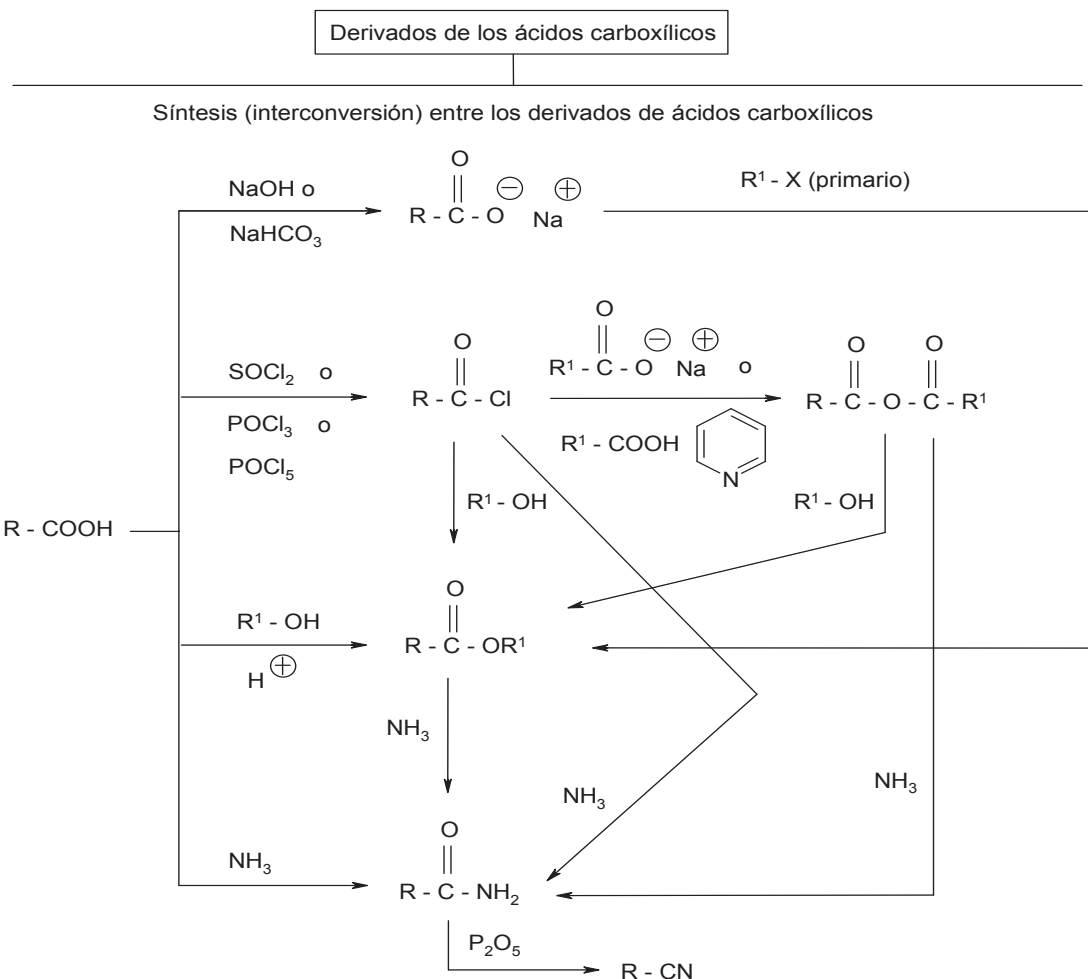 Derivados de los ácidos carboxílicos
Síntesis (interconversión) entre los derivados de ácidos carboxílicos
NaOH o
NaHCO₃
O
R - C - O ⊖ Na ⊕
R¹ - X (primario)
SOCl₂ o
POCl₃ o
POCl₅
O
R - C - Cl
O
R¹ - C - O ⊖ Na ⊕ o
R¹ - COOH
N
O O
R - C - O - C - R¹
R¹ - OH
R¹ - OH
R - COOH
R¹ - OH
H ⊕
O
R - C - OR¹
NH₃
NH₃
NH₃
NH₃
O
R - C - NH₂
P₂O₅
R - CN